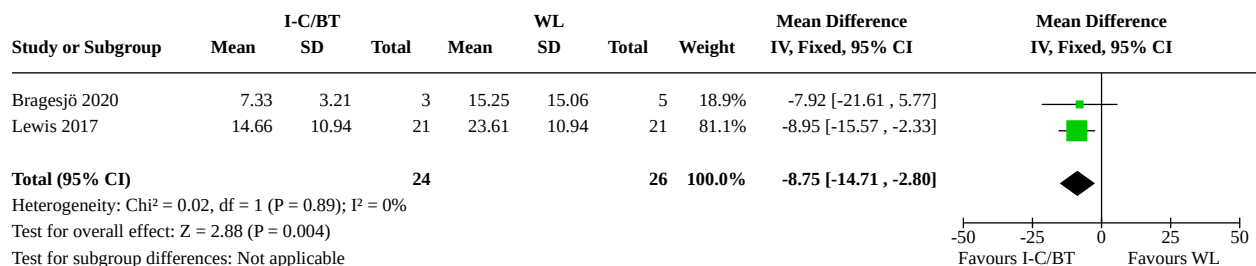 I-C/BT WL Mean Difference Mean Difference
Study or Subgroup Mean SD Total Mean SD Total Weight IV, Fixed, 95% CI IV, Fixed, 95% CI
Bragesjö 2020 7.33 3.21 3 15.25 15.06 5 18.9% -7.92 [-21.61 , 5.77]
Lewis 2017 14.66 10.94 21 23.61 10.94 21 81.1% -8.95 [-15.57 , -2.33]
Total (95% CI) 24 26 100.0% -8.75 [-14.71 , -2.80]
Heterogeneity: Chi² = 0.02, df = 1 (P = 0.89); I² = 0%
Test for overall effect: Z = 2.88 (P = 0.004)
-50 -25 0 25 50
Test for subgroup differences: Not applicable
Favours I-C/BT Favours WL